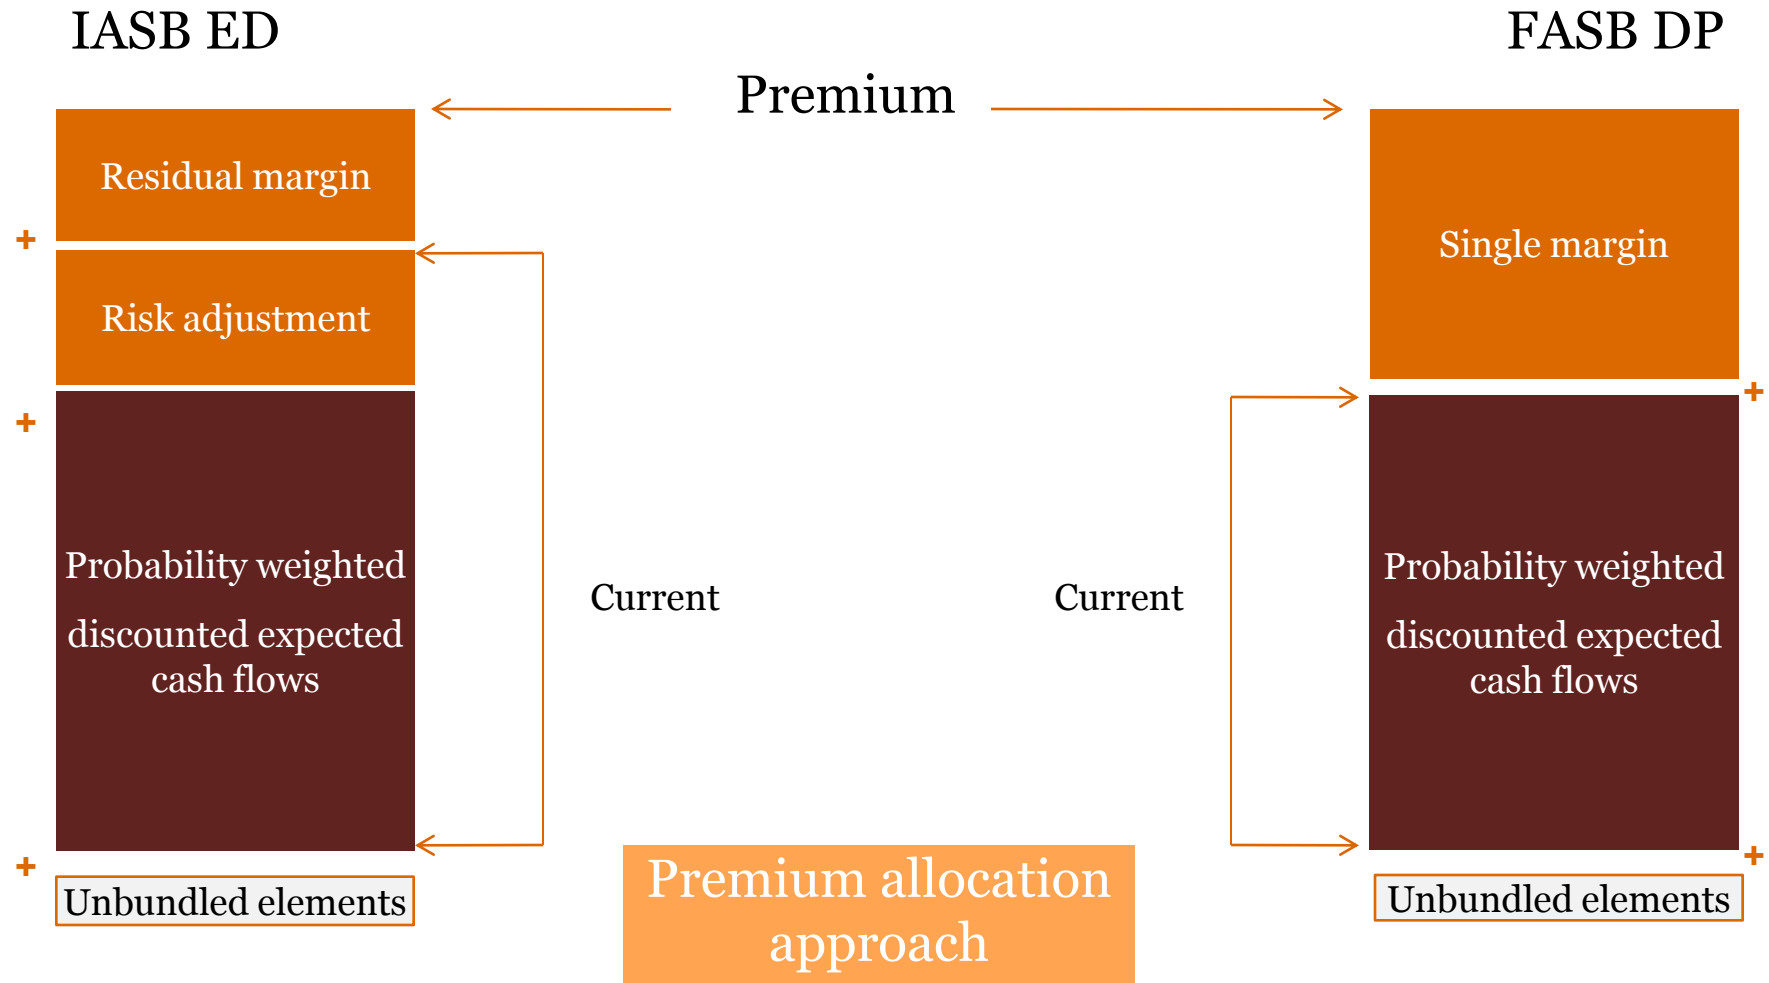 IASB ED
FASB DP
Premium
Residual margin
+
Risk adjustment
+
Probability weighted
discounted expected
cash flows
+
Unbundled elements
Current
Current
Premium allocation
approach
Single margin
+
Probability weighted
discounted expected
cash flows
+
Unbundled elements